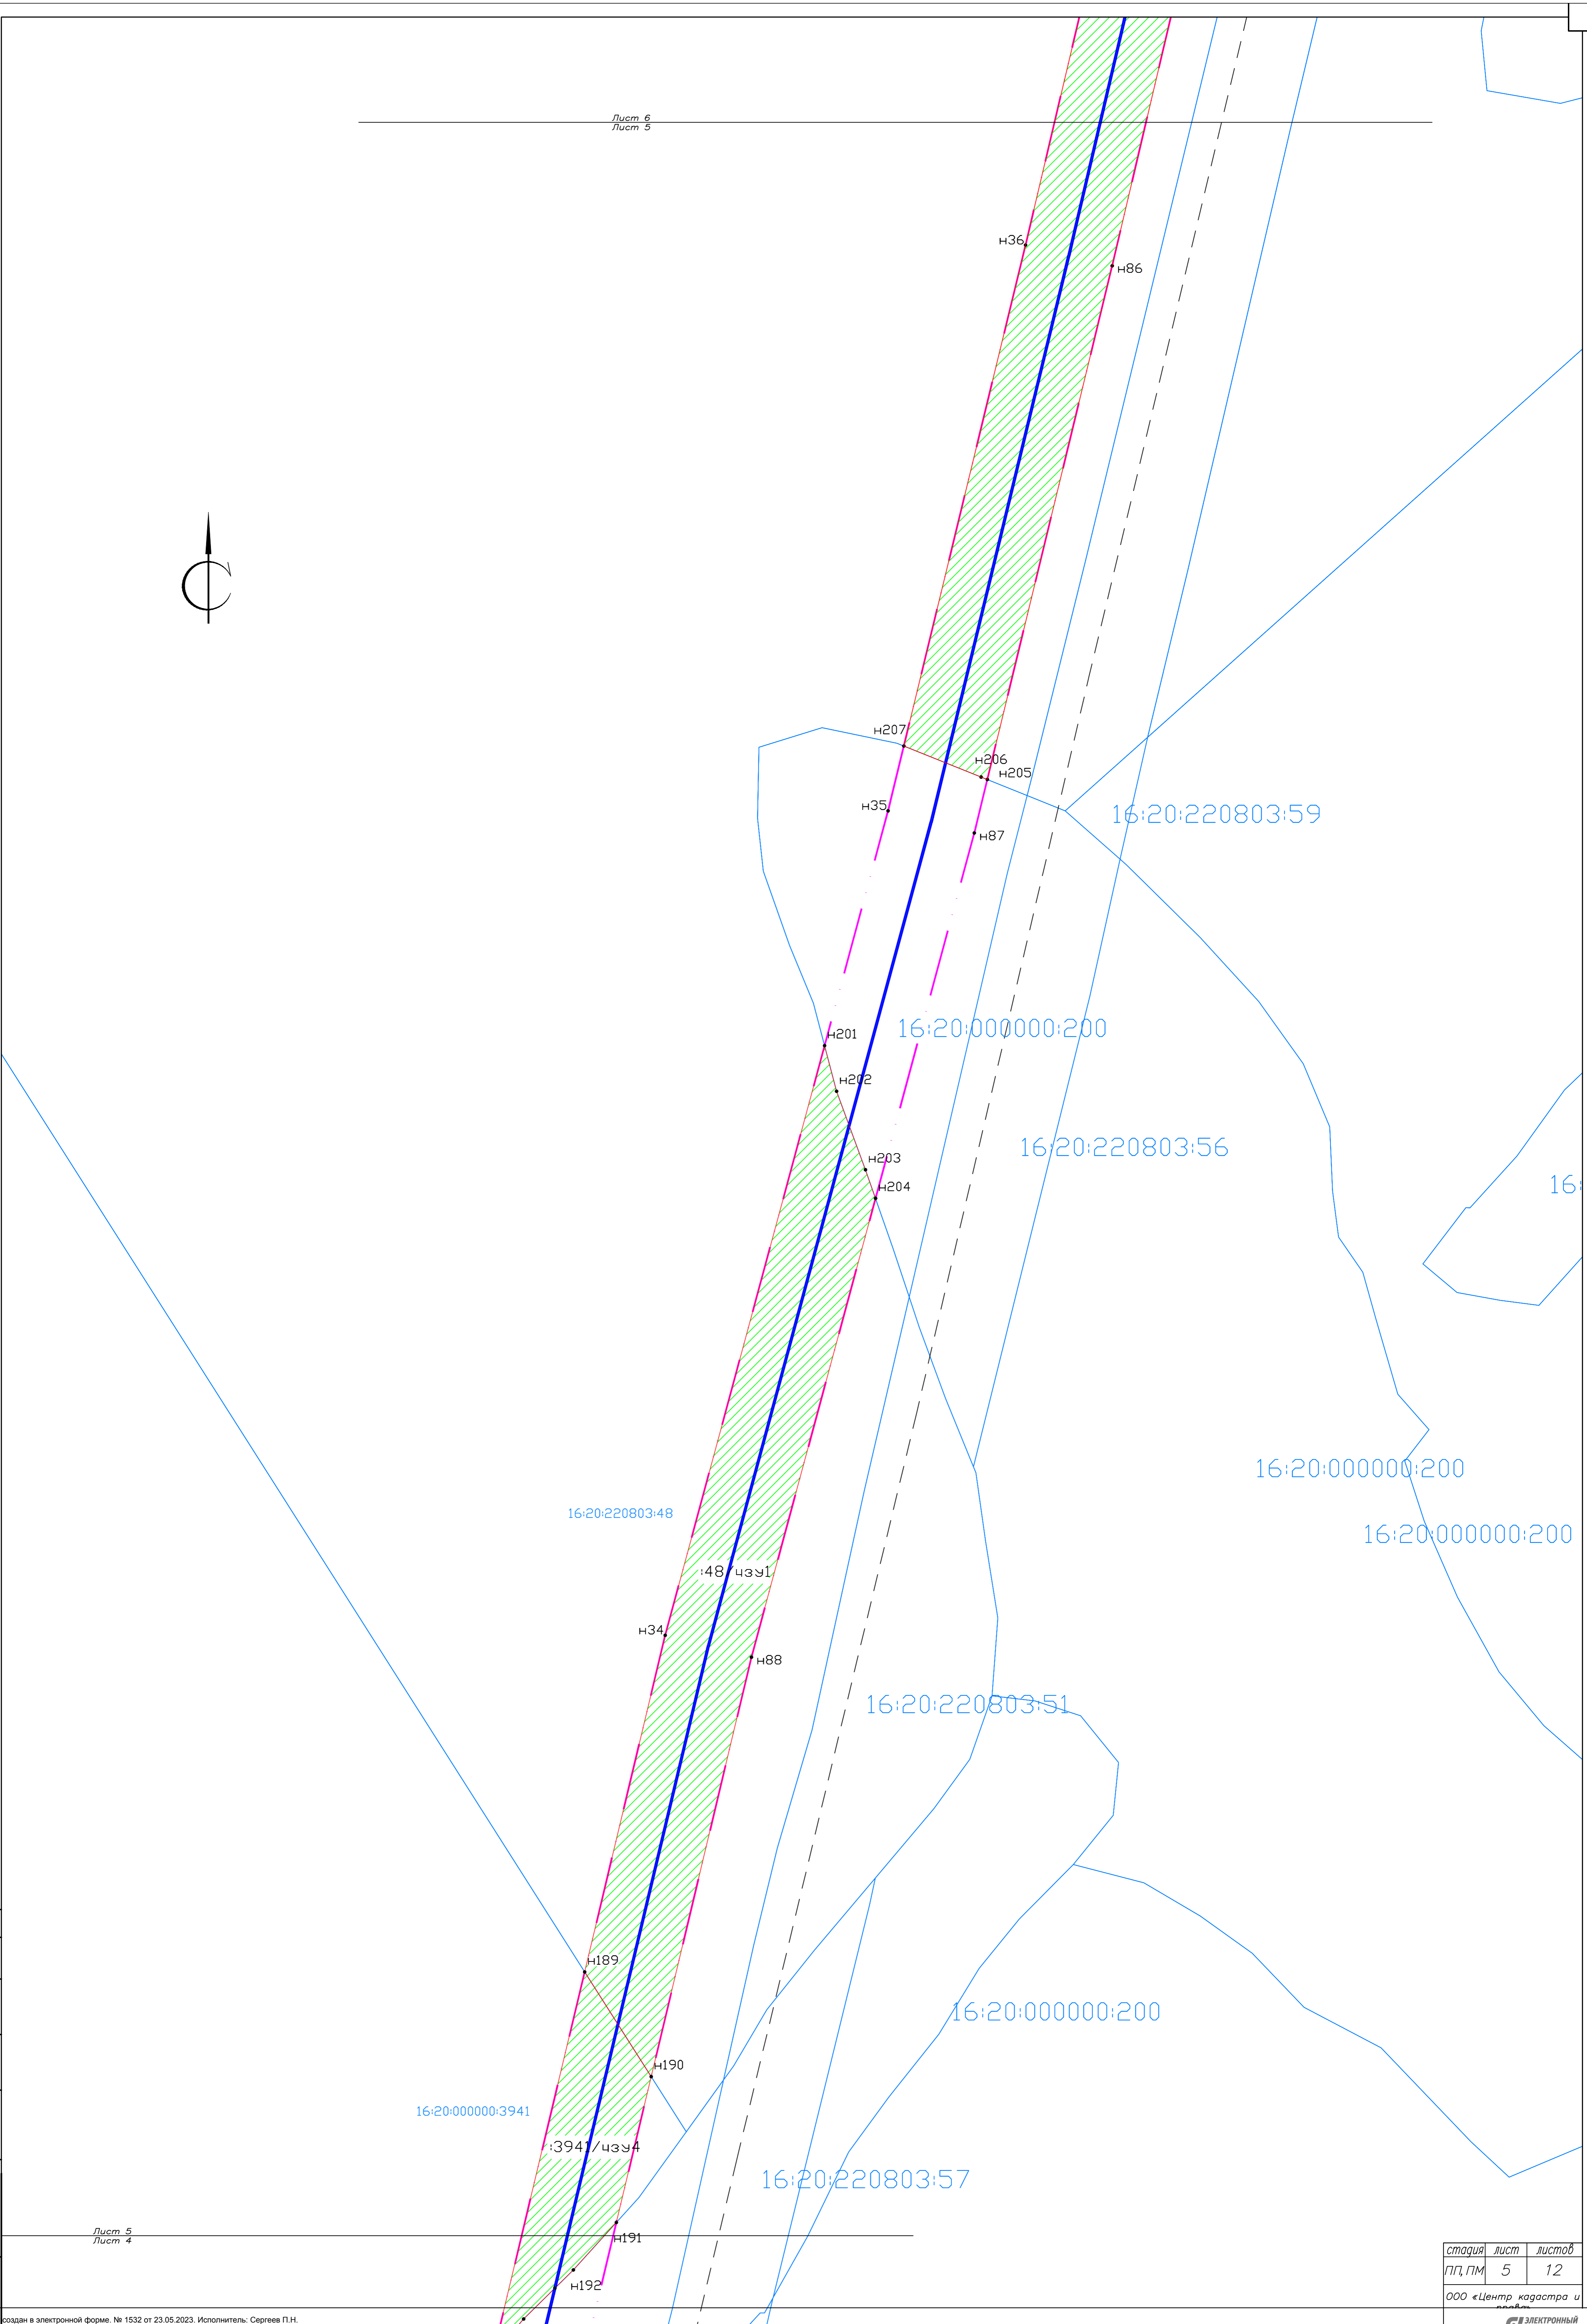 Лист 6
Лист 5
н36
н86
С
н207
н206
н205
н35
н87
16:20:220803:59
16:20:000000:200
н201
н202
16:20:220803:56
н203
н204
16:
16:20:000000:200
16:20:220803:48
16:20:000000:200
:48/чзу1
н34
н88
16:20:220803:51
н189
16:20:000000:200
н190
16:20:000000:3941
:3941/чзу4
16:20:220803:57
Лист 5
Лист 4
н191
н192
стадия лист листов
ПП, ПМ 5 12
ООО «Центр кадастра и
права»
создан в электронной форме. № 1532 от 23.05.2023. Исполнитель: Сергеев П.Н.
ЭЛЕКТРОННЫЙ